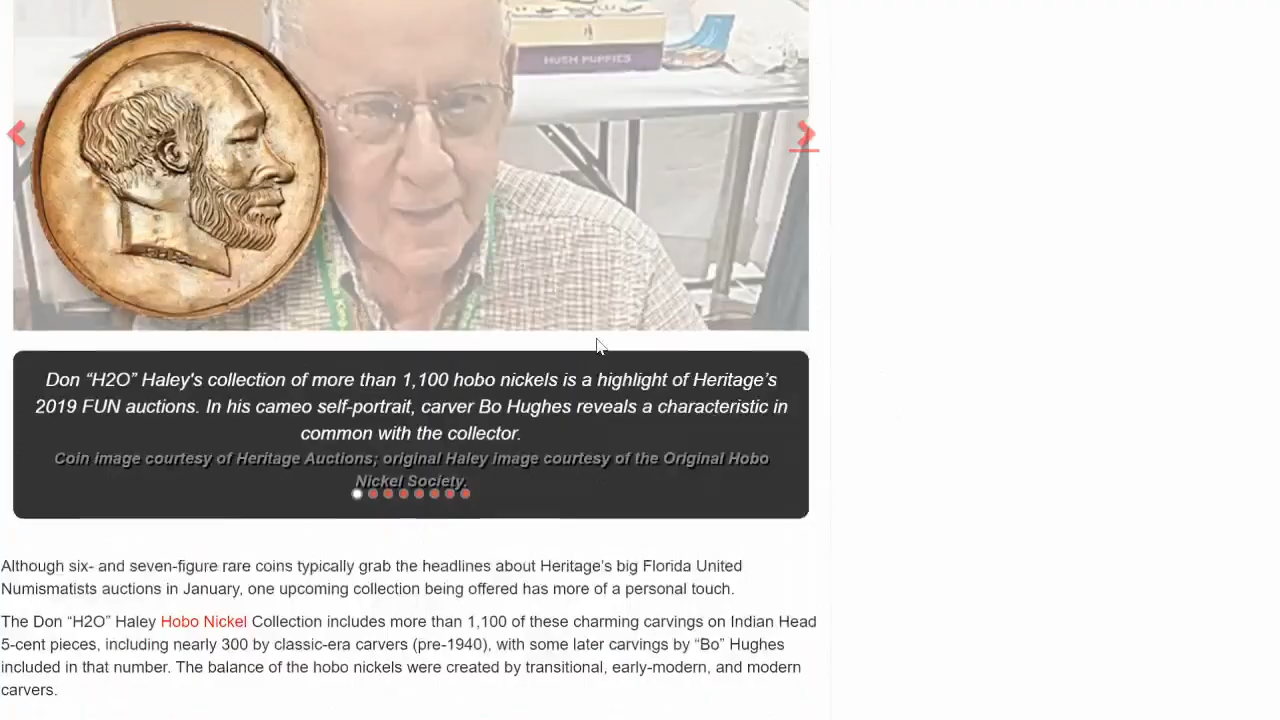 HUSH PUPPIES
Don “H2O” Haley's collection of more than 1,100 hobo nickels is a highlight of Heritage’s
2019 FUN auctions. In his cameo self-portrait, carver Bo Hughes reveals a characteristic in
common with the collector.
Coin image courtesy of Heritage Auctions; original Haley image courtesy of the Original Hobo
Nickel Society.
Although six- and seven-figure rare coins typically grab the headlines about Heritage’s big Florida United
Numismatists auctions in January, one upcoming collection being offered has more of a personal touch.
The Don “H2O” Haley Hobo Nickel Collection includes more than 1,100 of these charming carvings on Indian Head
5-cent pieces, including nearly 300 by classic-era carvers (pre-1940), with some later carvings by “Bo” Hughes
included in that number. The balance of the hobo nickels were created by transitional, early-modern, and modern
carvers.